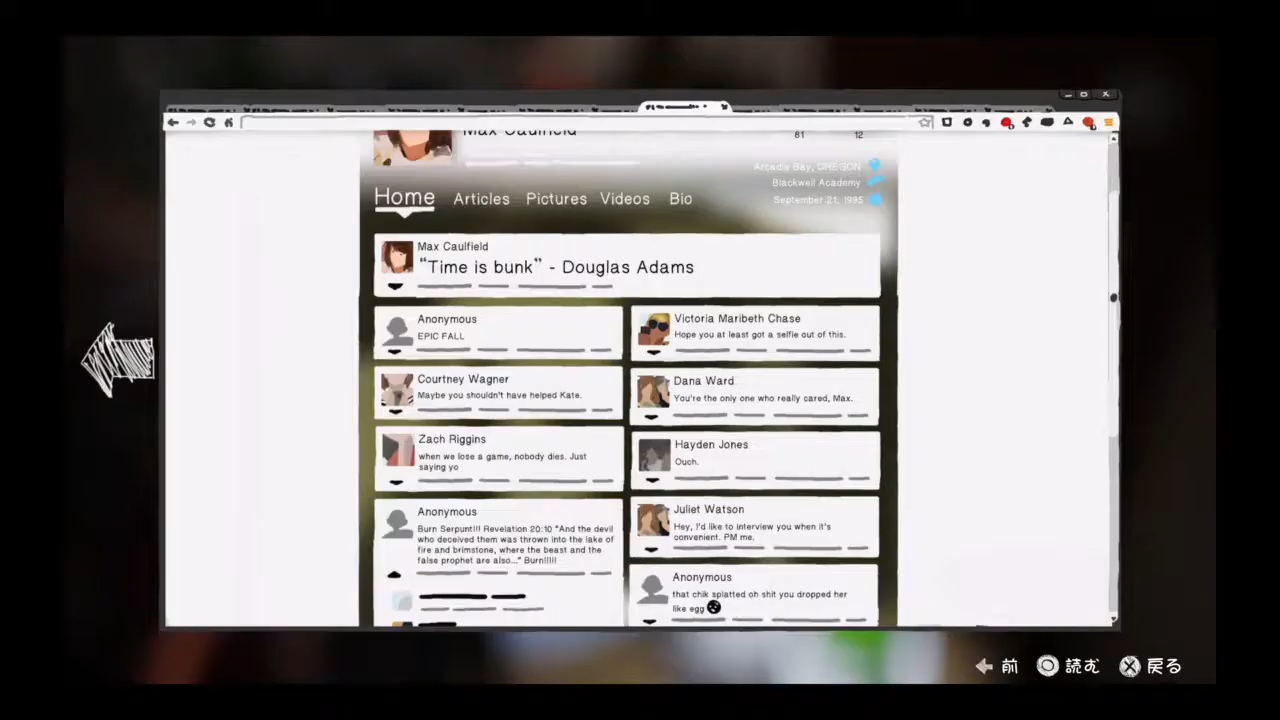 Max Caulfield
81
12
Arcadia Bay, OREGON
Blackwell Academy
September 21, 1995
Home
Articles
Pictures
Videos
Bio
Max Caulfield
"Time is bunk" - Douglas Adams
Anonymous
EPIC FALL
Courtney Wagner
Maybe you shouldn't have helped Kate.
Zach Riggins
when we lose a game, nobody dies. Just
saying yo
Anonymous
Burn Serpunt!!! Revelation 20:10 "And the devil
who deceived them was thrown into the lake of
fire and brimstone, where the beast and the
false prophet are also..." Burn!!!!!
Victoria Maribeth Chase
Hope you at least got a selfie out of this.
Dana Ward
You're the only one who really cared, Max.
Hayden Jones
Ouch.
Juliet Watson
Hey, I'd like to interview you when it's
convenient. PM me.
Anonymous
that chik splatted oh shit you dropped her
like egg
前
読む
戻る